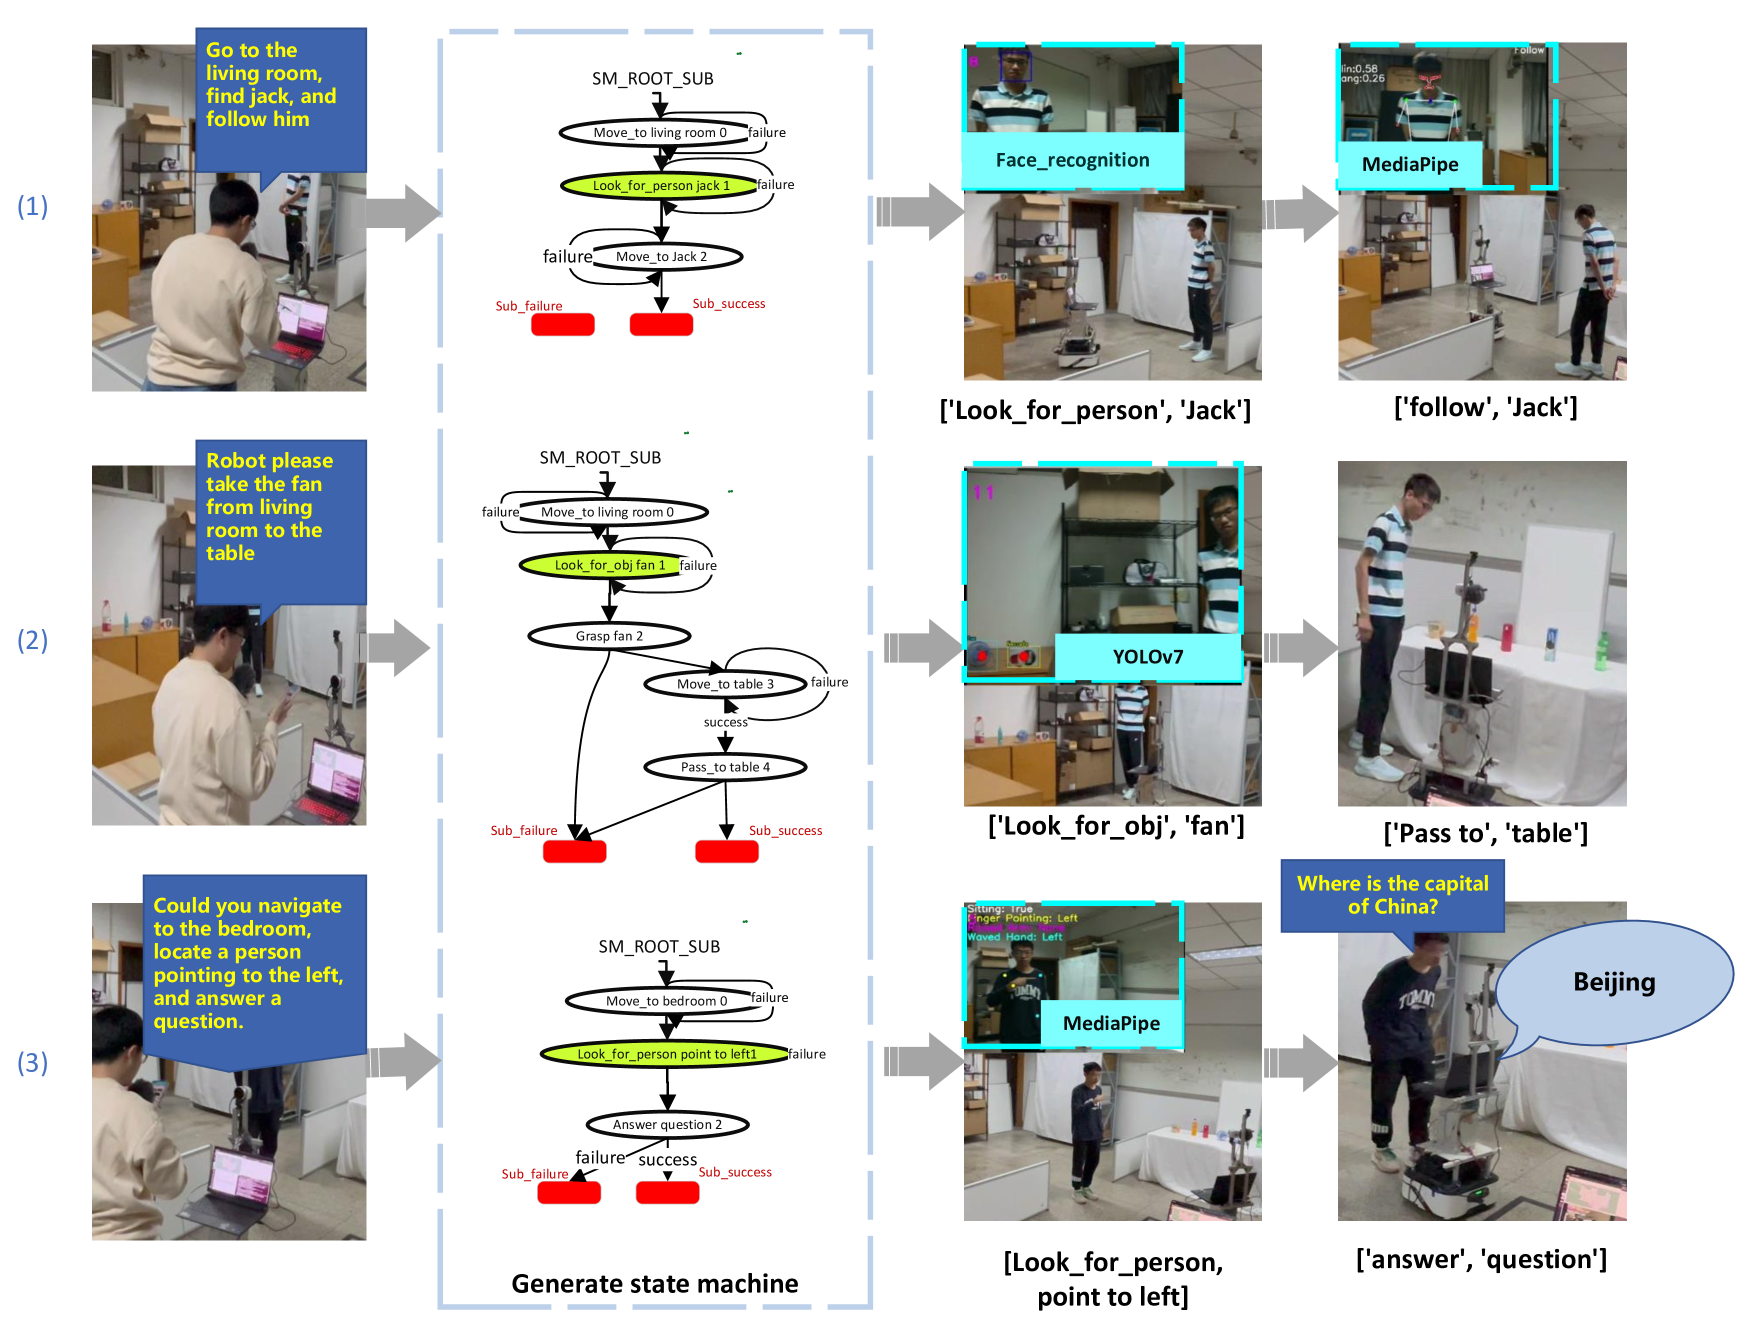 (1)
Go to the
living room,
find jack, and
follow him
SM_ROOT_SUB
Move_to living room 0
failure
Look_for_person jack 1
failure
Move_to Jack 2
failure
Sub_failure
Sub_success
8
Face_recognition
['Look_for_person', 'Jack']
Follow
lin:0.58
ang:0.26
MediaPipe
['follow', 'Jack']
(2)
Robot please
take the fan
from living
room to the
table
SM_ROOT_SUB
Move_to living room 0
failure
Look_for_obj fan 1
failure
Grasp fan 2
Move_to table 3
failure
success
Pass_to table 4
Sub_failure
Sub_success
11
YOLOv7
['Look_for_obj', 'fan']
['Pass to', 'table']
(3)
Could you navigate
to the bedroom,
locate a person
pointing to the left,
and answer a
question.
SM_ROOT_SUB
Move_to bedroom 0
failure
Look_for_person point to left1
failure
Answer question 2
failure
success
Sub_failure
Sub_success
Generate state machine
Sitting: True
Finger Pointing: Left
Waved Hand: Left
TOMMY
MediaPipe
[Look_for_person,
point to left]
Where is the capital
of China?
Beijing
TOMMY
['answer', 'question']